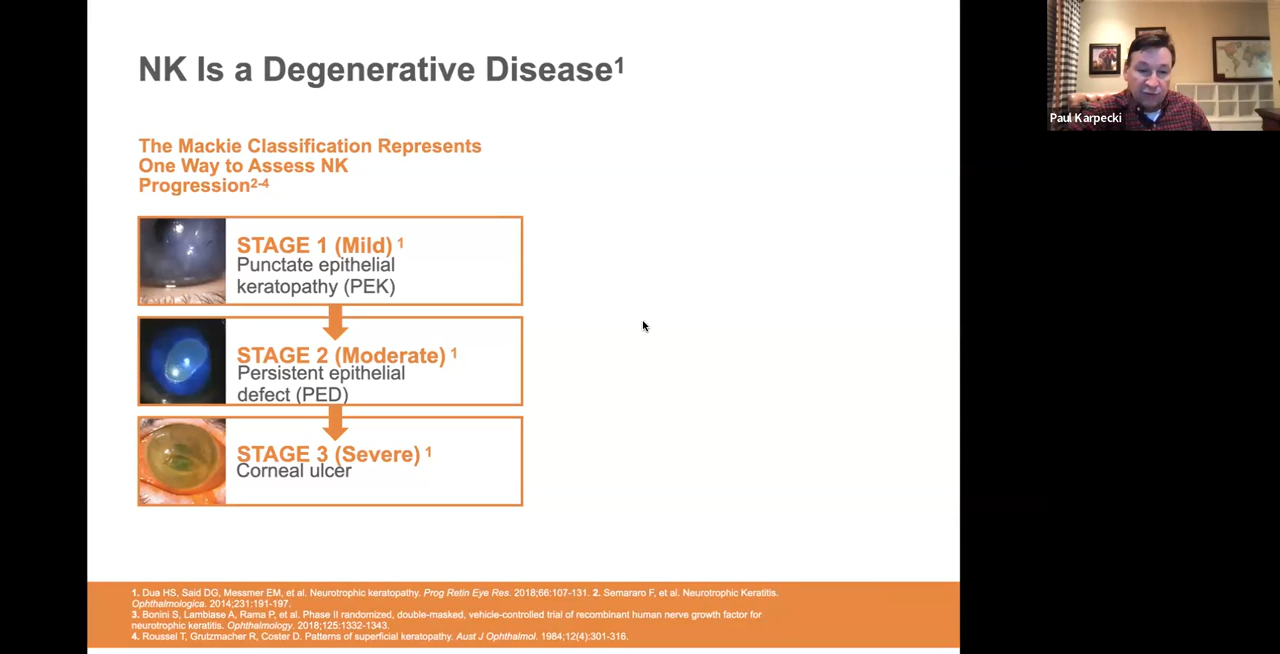 NK Is a Degenerative Disease¹
Paul Karpecki
The Mackie Classification Represents
One Way to Assess NK
Progression²⁻⁴
STAGE 1 (Mild) ¹
Punctate epithelial
keratopathy (PEK)
STAGE 2 (Moderate) ¹
Persistent epithelial
defect (PED)
STAGE 3 (Severe) ¹
Corneal ulcer
1. Dua HS, Said DG, Messmer EM, et al. Neurotrophic keratopathy. Prog Retin Eye Res. 2018;66:107-131. 2. Semararo F, et al. Neurotrophic Keratitis.
Ophthalmologica. 2014;231:191-197.
3. Bonini S, Lambiase A, Rama P, et al. Phase II randomized, double-masked, vehicle-controlled trial of recombinant human nerve growth factor for
neurotrophic keratitis. Ophthalmology. 2018;125:1332-1343.
4. Roussel T, Grutzmacher R, Coster D. Patterns of superficial keratopathy. Aust J Ophthalmol. 1984;12(4):301-316.